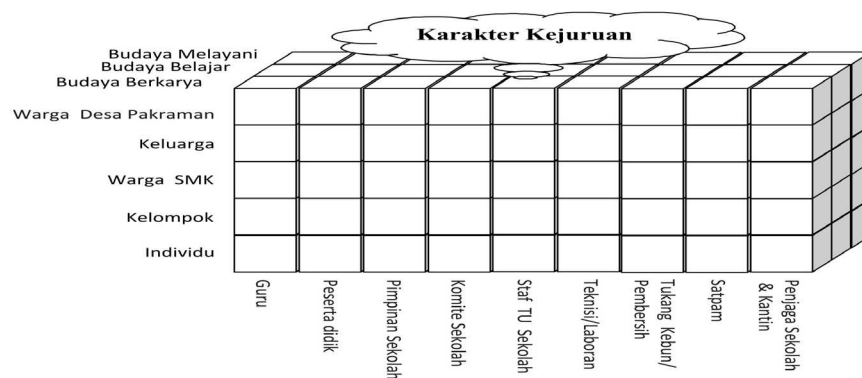 Karakter Kejuruan
Budaya Melayani
Budaya Belajar
Budaya Berkarya
Warga Desa Pakraman
Keluarga
Warga SMK
Kelompok
Individu
Guru
Peserta didik
Pimpinan Sekolah
Komite Sekolah
Staf TU Sekolah
Teknisi/Laboran
Tukang Kebun/
Pembersih
Satpam
Penjaga Sekolah
& Kantin